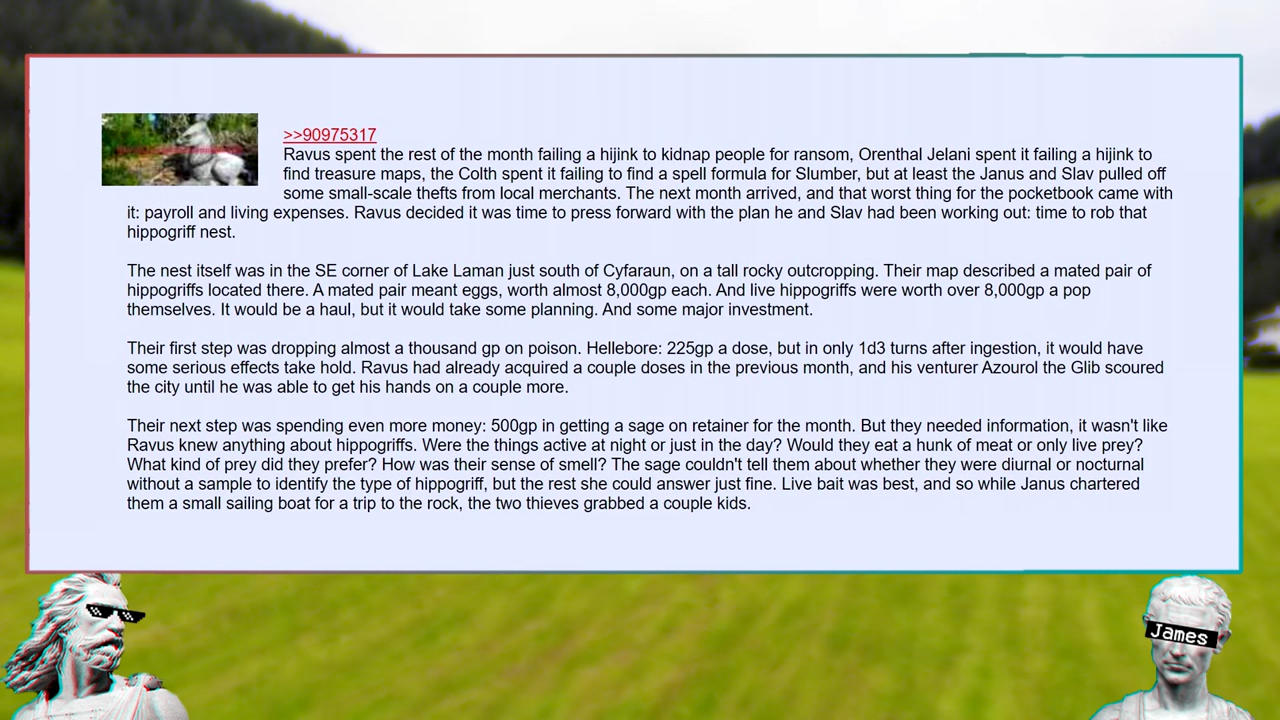 >>90975317
Ravus spent the rest of the month failing a hijink to kidnap people for ransom, Orenthal Jelani spent it failing a hijink to
find treasure maps, the Colth spent it failing to find a spell formula for Slumber, but at least the Janus and Slav pulled off
some small-scale thefts from local merchants. The next month arrived, and that worst thing for the pocketbook came with
it: payroll and living expenses. Ravus decided it was time to press forward with the plan he and Slav had been working out: time to rob that
hippogriff nest.
The nest itself was in the SE corner of Lake Laman just south of Cyfaraun, on a tall rocky outcropping. Their map described a mated pair of
hippogriffs located there. A mated pair meant eggs, worth almost 8,000gp each. And live hippogriffs were worth over 8,000gp a pop
themselves. It would be a haul, but it would take some planning. And some major investment.
Their first step was dropping almost a thousand gp on poison. Hellebore: 225gp a dose, but in only 1d3 turns after ingestion, it would have
some serious effects take hold. Ravus had already acquired a couple doses in the previous month, and his venturer Azourol the Glib scoured
the city until he was able to get his hands on a couple more.
Their next step was spending even more money: 500gp in getting a sage on retainer for the month. But they needed information, it wasn't like
Ravus knew anything about hippogriffs. Were the things active at night or just in the day? Would they eat a hunk of meat or only live prey?
What kind of prey did they prefer? How was their sense of smell? The sage couldn't tell them about whether they were diurnal or nocturnal
without a sample to identify the type of hippogriff, but the rest she could answer just fine. Live bait was best, and so while Janus chartered
them a small sailing boat for a trip to the rock, the two thieves grabbed a couple kids.
James